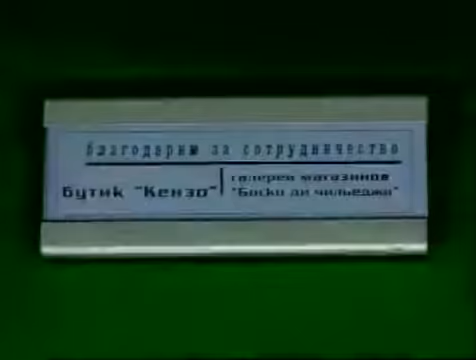 благодарим за сотрудничество
бутик "Кензо"
галерея магазинов
"Боско ди чильеджи"